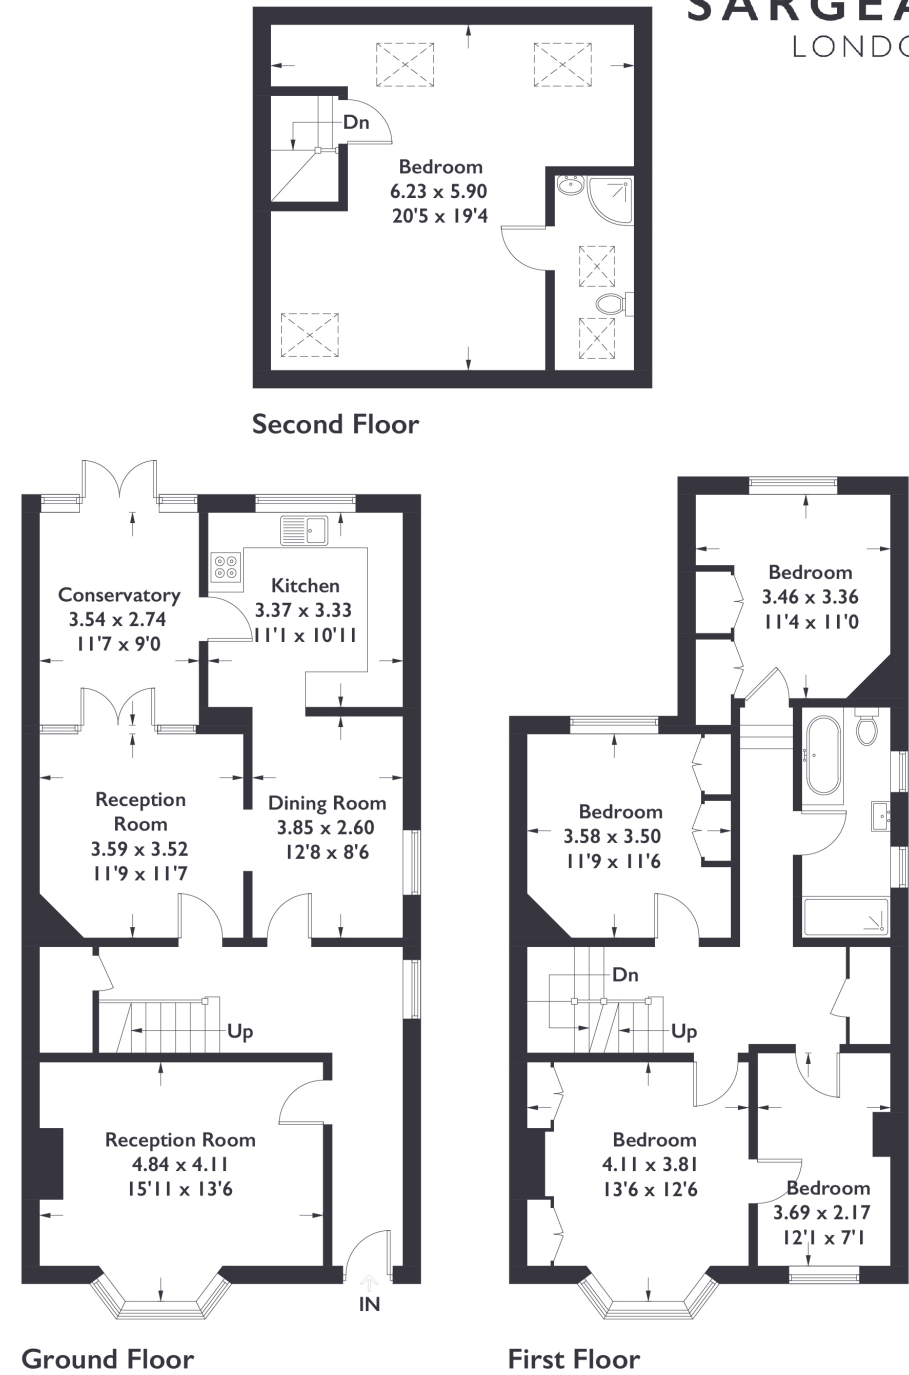 SARGEA
LONDO
Dn
Bedroom
6.23 x 5.90
20'5 x 19'4
Second Floor
Conservatory
3.54 x 2.74
11'7 x 9'0
Kitchen
3.37 x 3.33
11'1 x 10'11
Reception
Room
3.59 x 3.52
11'9 x 11'7
Dining Room
3.85 x 2.60
12'8 x 8'6
Up
Reception Room
4.84 x 4.11
15'11 x 13'6
IN
Ground Floor
Bedroom
3.46 x 3.36
11'4 x 11'0
Bedroom
3.58 x 3.50
11'9 x 11'6
Dn
Up
Bedroom
4.11 x 3.81
13'6 x 12'6
Bedroom
3.69 x 2.17
12'1 x 7'1
First Floor